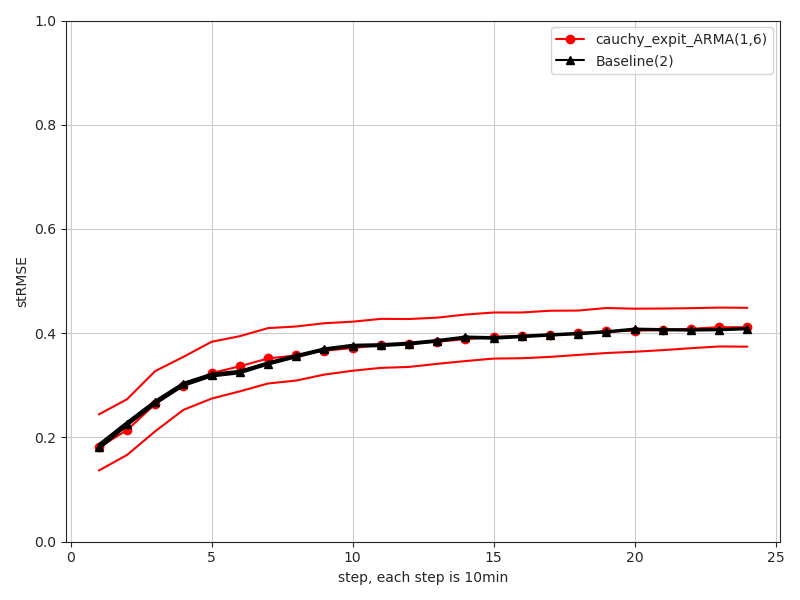 cauchy_expit_ARMA(1,6)
Baseline(2)
stRMSE
1.0
0.8
0.6
0.4
0.2
0.0
0 5 10 15 20 25
step, each step is 10min